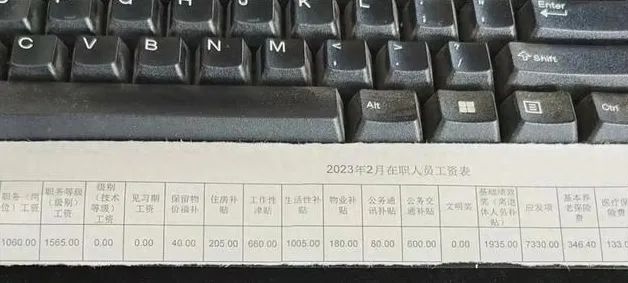 J K L Enter
C V B N M < , > . ? / Shift
Alt Ctrl
2023年2月在职人员工资表
职务(岗位)工资 职务等级(级别)工资 级别(技术等级)工资 见习期工资 保留物价福补 住房补贴 工作性津贴 生活性补贴 物业补贴 公务通讯补贴 公务交通补贴 文明奖 基础绩效奖(离退休人员补贴) 应发项 基本养老保险费
1060.00 1565.00 0.00 0.00 40.00 205.00 660.00 1005.00 180.00 80.00 600.00 0.00 1935.00 7330.00 346.40 133.0